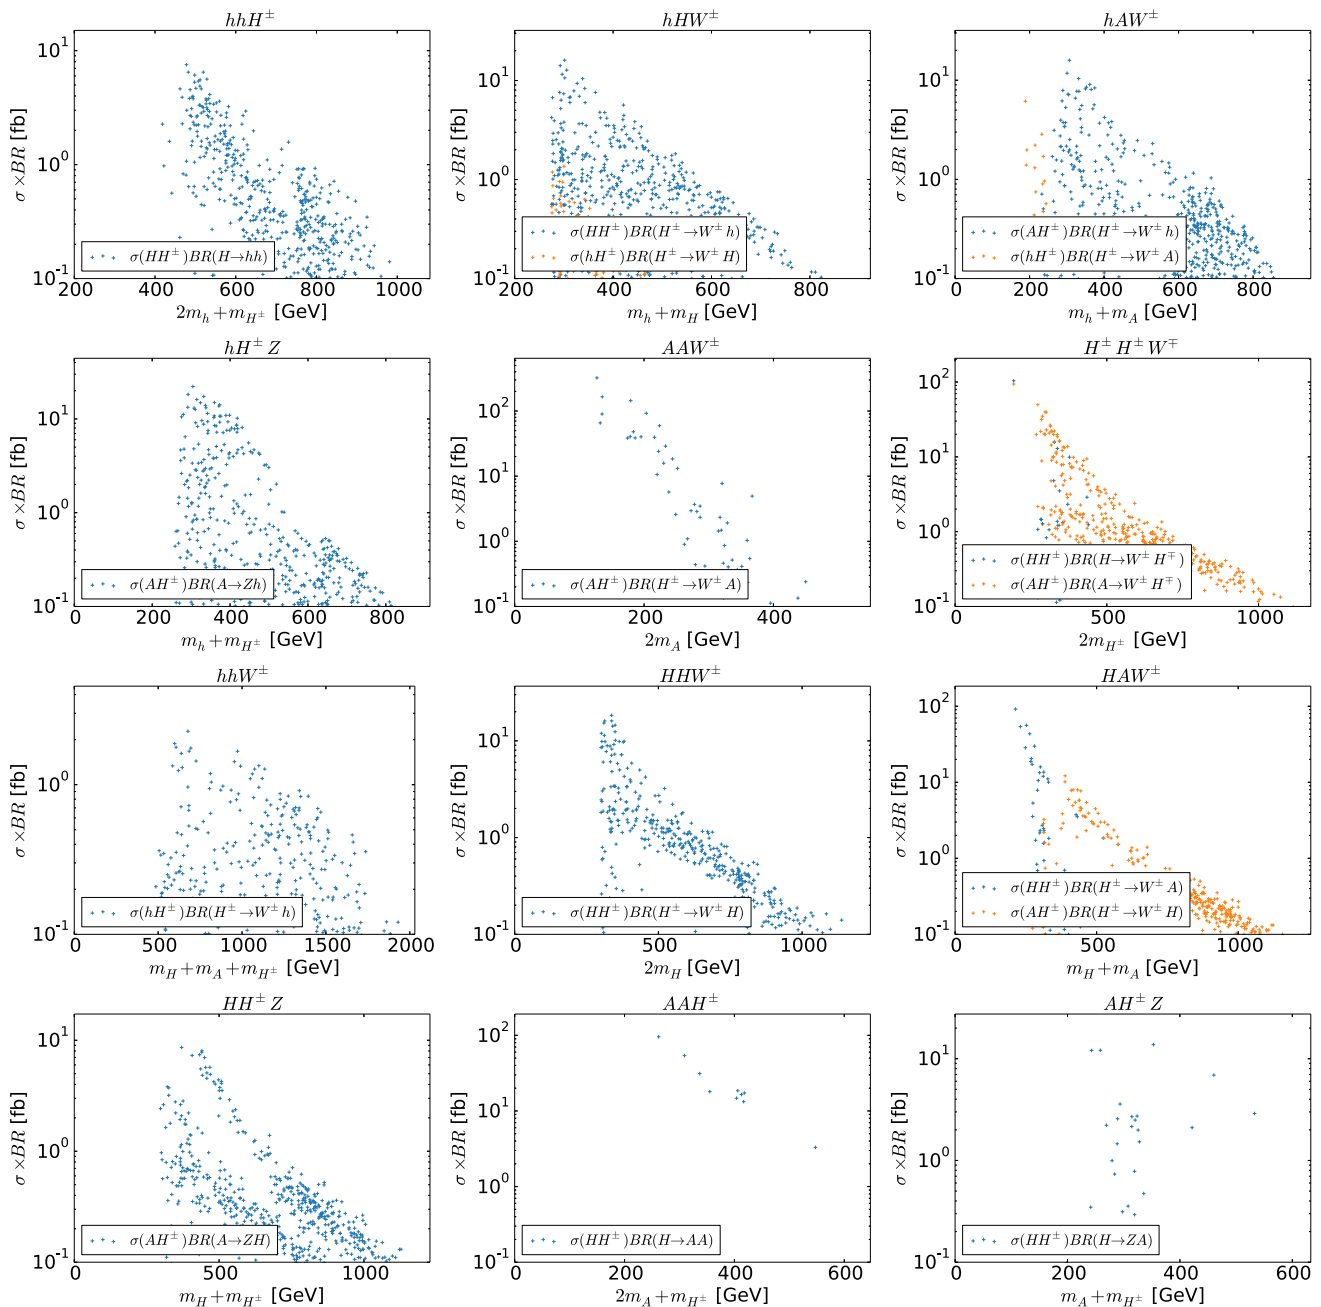 hhH±
σ×BR [fb]
10¹
10⁰
10⁻¹
σ(HH±)BR(H→hh)
200 400 600 800 1000
2mₕ+m_H± [GeV]
hHW±
σ×BR [fb]
10¹
10⁰
10⁻¹
σ(HH±)BR(H±→W±h)
σ(hH±)BR(H±→W±H)
200 400 600 800
mₕ+m_H [GeV]
hAW±
σ×BR [fb]
10¹
10⁰
10⁻¹
σ(AH±)BR(H±→W±h)
σ(hH±)BR(H±→W±A)
0 200 400 600 800
mₕ+m_A [GeV]
hH±Z
σ×BR [fb]
10¹
10⁰
10⁻¹
σ(AH±)BR(A→Zh)
0 200 400 600 800
mₕ+m_H± [GeV]
AAW±
σ×BR [fb]
10²
10¹
10⁰
10⁻¹
σ(AH±)BR(H±→W±A)
0 200 400
2m_A [GeV]
H±H±W∓
σ×BR [fb]
10²
10¹
10⁰
10⁻¹
σ(HH±)BR(H→W±H∓)
σ(AH±)BR(A→W±H∓)
0 500 1000
2m_H± [GeV]
hhW±
σ×BR [fb]
10⁰
10⁻¹
σ(hH±)BR(H±→W±h)
0 500 1000 1500 2000
m_H+m_A+m_H± [GeV]
HHW±
σ×BR [fb]
10¹
10⁰
10⁻¹
σ(HH±)BR(H±→W±H)
0 500 1000
2m_H [GeV]
HAW±
σ×BR [fb]
10²
10¹
10⁰
10⁻¹
σ(HH±)BR(H±→W±A)
σ(AH±)BR(H±→W±H)
0 500 1000
m_H+m_A [GeV]
HH±Z
σ×BR [fb]
10¹
10⁰
10⁻¹
σ(AH±)BR(A→ZH)
0 500 1000
m_H+m_H± [GeV]
AAH±
σ×BR [fb]
10²
10¹
10⁰
10⁻¹
σ(HH±)BR(H→AA)
0 200 400 600
2m_A+m_H± [GeV]
AH±Z
σ×BR [fb]
10¹
10⁰
10⁻¹
σ(HH±)BR(H→ZA)
0 200 400 600
m_A+m_H± [GeV]